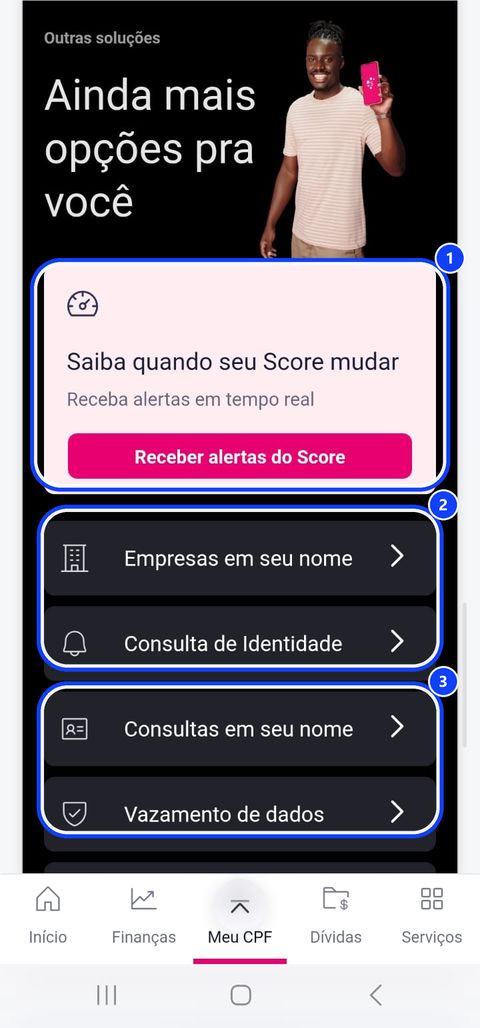 Outras soluções
Ainda mais
opções pra
você
1
Saiba quando seu Score mudar
Receba alertas em tempo real
Receber alertas do Score
2
Empresas em seu nome
Consulta de Identidade
3
Consultas em seu nome
Vazamento de dados
Início
Finanças
Meu CPF
Dívidas
Serviços